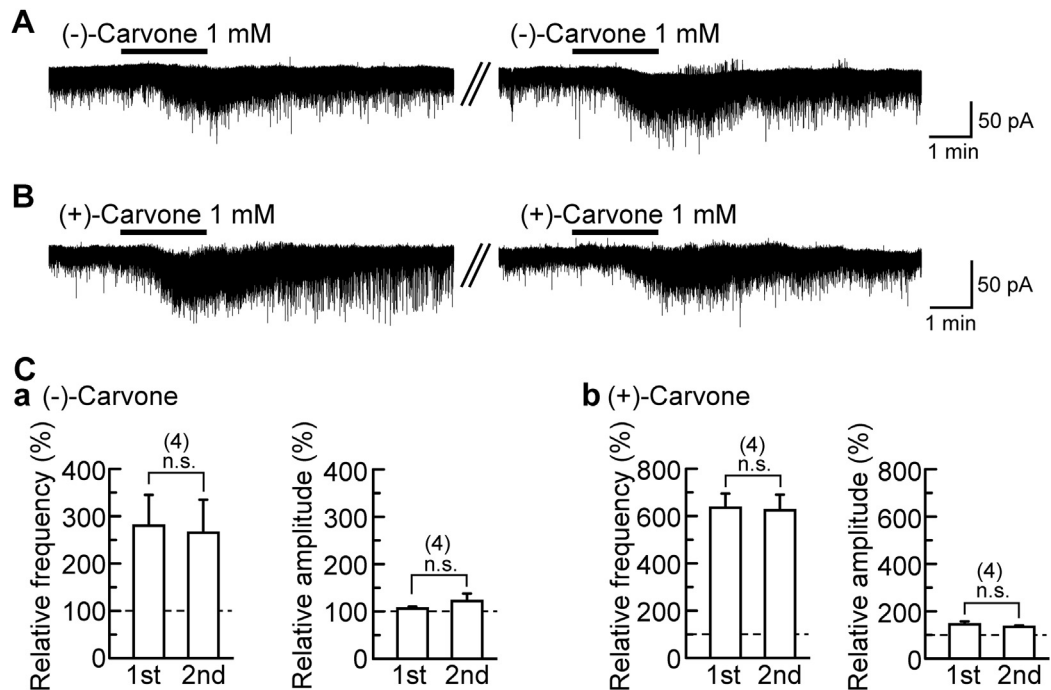 A
(-)-Carvone 1 mM
(-)-Carvone 1 mM
50 pA
1 min
B
(+)-Carvone 1 mM
(+)-Carvone 1 mM
50 pA
1 min
C
a (-)-Carvone
Relative frequency (%)
400
300
200
100
0
(4)
n.s.
1st 2nd
Relative amplitude (%)
400
300
200
100
0
(4)
n.s.
1st 2nd
b (+)-Carvone
Relative frequency (%)
800
600
400
200
0
(4)
n.s.
1st 2nd
Relative amplitude (%)
800
600
400
200
0
(4)
n.s.
1st 2nd